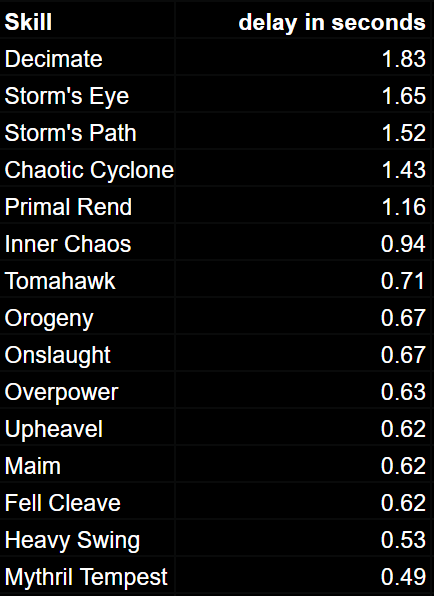 Skill delay in seconds
Decimate 1.83
Storm's Eye 1.65
Storm's Path 1.52
Chaotic Cyclone 1.43
Primal Rend 1.16
Inner Chaos 0.94
Tomahawk 0.71
Orogeny 0.67
Onslaught 0.67
Overpower 0.63
Upheavel 0.62
Maim 0.62
Fell Cleave 0.62
Heavy Swing 0.53
Mythril Tempest 0.49